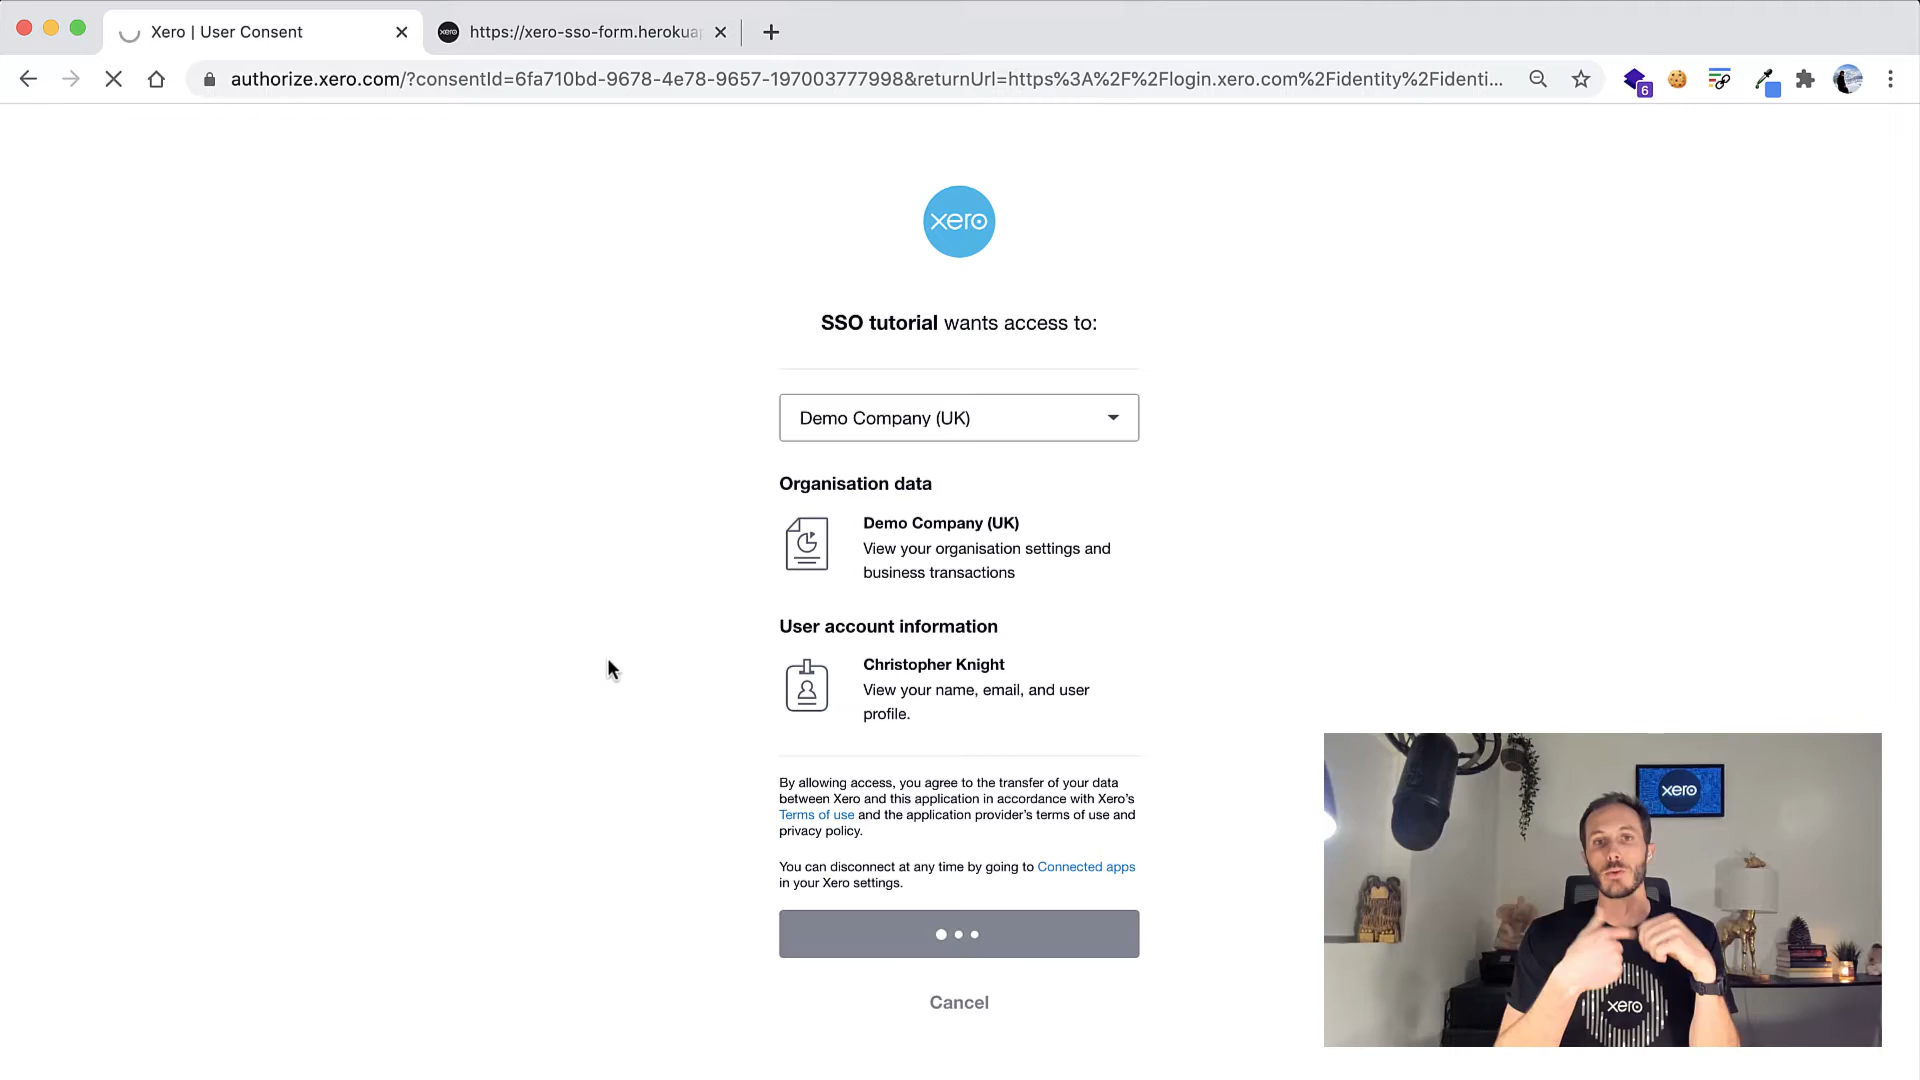 Xero | User Consent
xero
https://xero-sso-form.herokuap
authorize.xero.com/?consentId=6fa710bd-9678-4e78-9657-197003777998&returnUrl=https%3A%2F%2Flogin.xero.com%2Fidentity%2Fidenti...
6
xero
SSO tutorial wants access to:
Demo Company (UK)
Organisation data
Demo Company (UK)
View your organisation settings and
business transactions
User account information
Christopher Knight
View your name, email, and user
profile.
By allowing access, you agree to the transfer of your data
between Xero and this application in accordance with Xero's
Terms of use and the application provider's terms of use and
privacy policy.
You can disconnect at any time by going to Connected apps
in your Xero settings.
Cancel
xero
xero